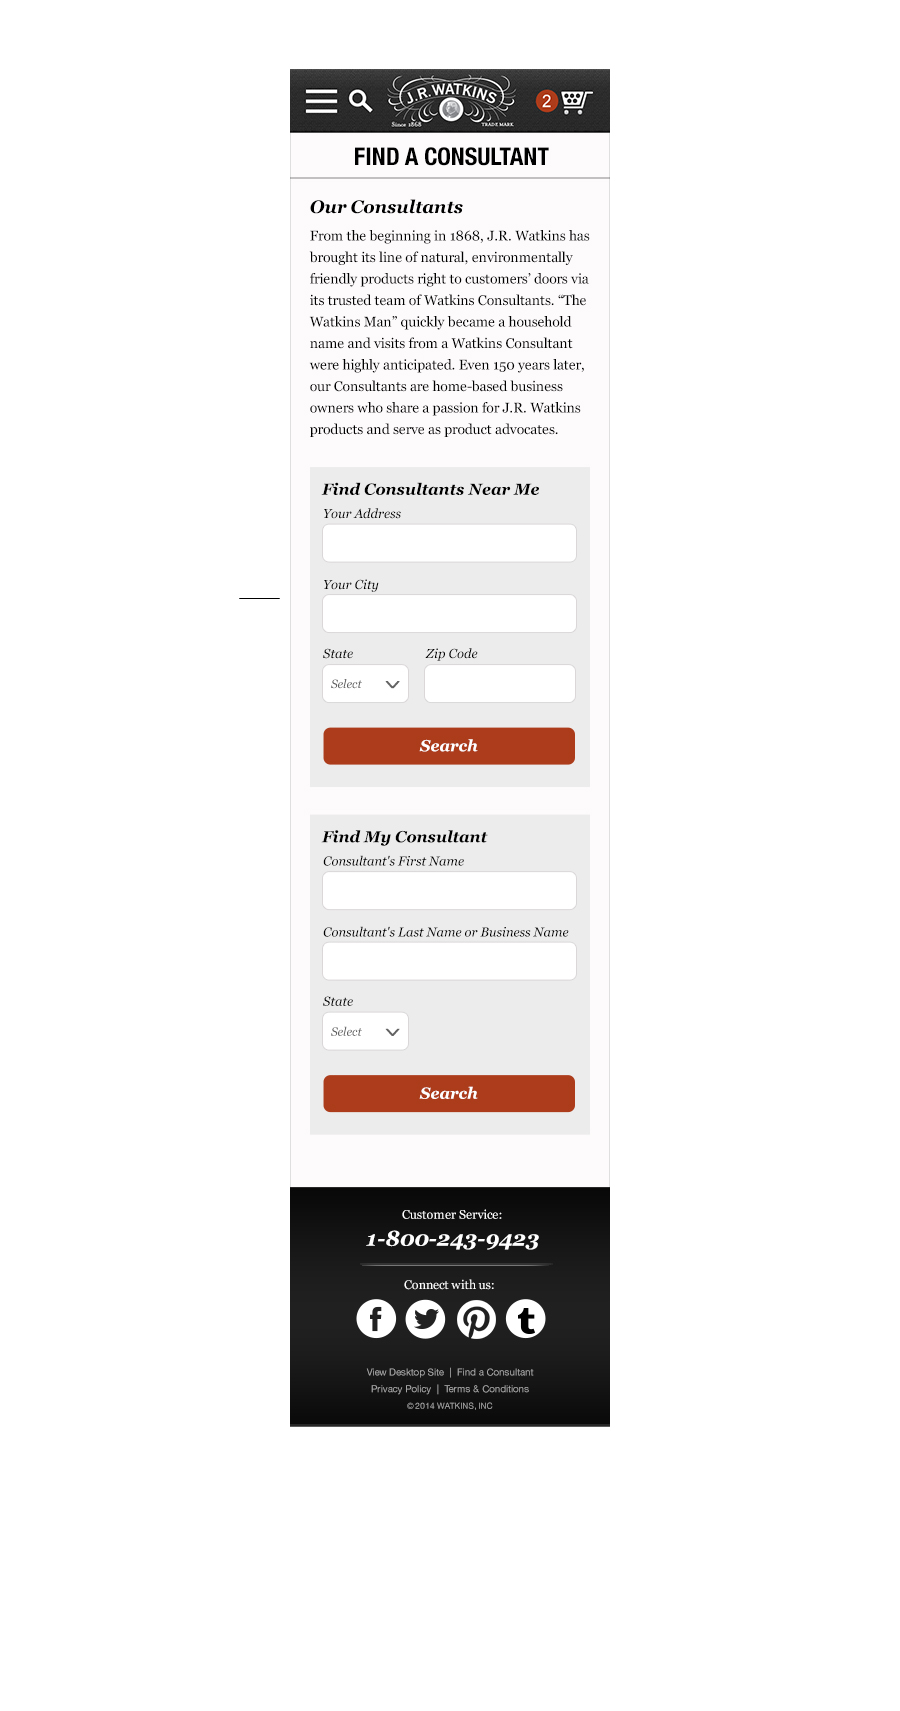 J.R. WATKINS
Since 1868 TRADE MARK
2
FIND A CONSULTANT
Our Consultants
From the beginning in 1868, J.R. Watkins has
brought its line of natural, environmentally
friendly products right to customers’ doors via
its trusted team of Watkins Consultants. “The
Watkins Man” quickly became a household
name and visits from a Watkins Consultant
were highly anticipated. Even 150 years later,
our Consultants are home-based business
owners who share a passion for J.R. Watkins
products and serve as product advocates.
Find Consultants Near Me
Your Address
Your City
State Zip Code
Select
Search
Find My Consultant
Consultant's First Name
Consultant's Last Name or Business Name
State
Select
Search
Customer Service:
1-800-243-9423
Connect with us:
View Desktop Site | Find a Consultant
Privacy Policy | Terms & Conditions
©2014 WATKINS, INC